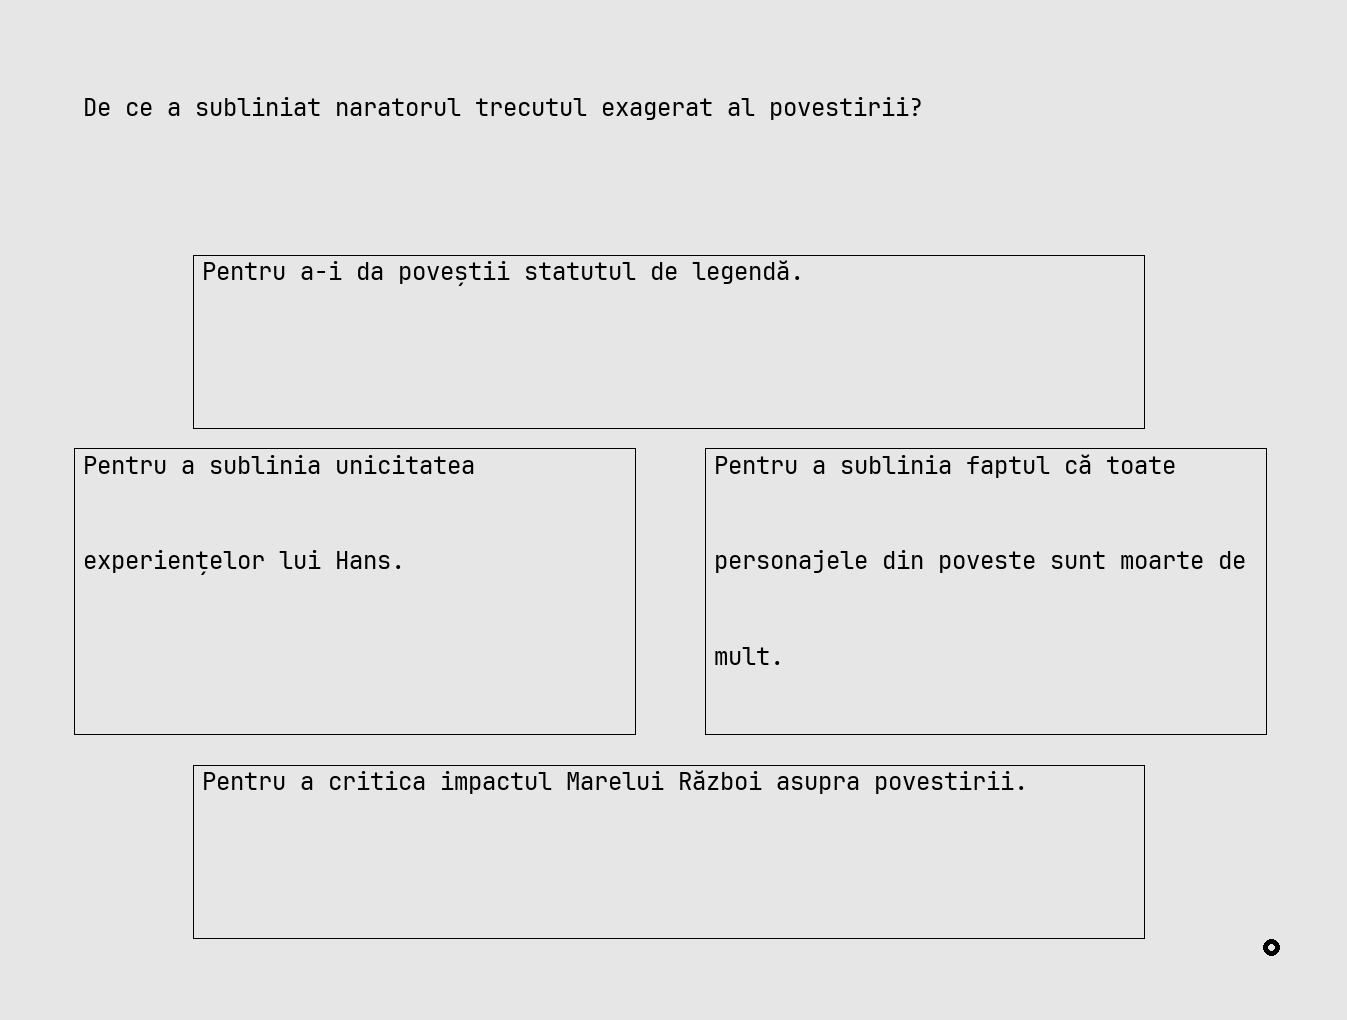 De ce a subliniat naratorul trecutul exagerat al povestirii?
Pentru a-i da poveștii statutul de legendă.
Pentru a sublinia unicitatea
experiențelor lui Hans.
Pentru a sublinia faptul că toate
personajele din poveste sunt moarte de
mult.
Pentru a critica impactul Marelui Război asupra povestirii.